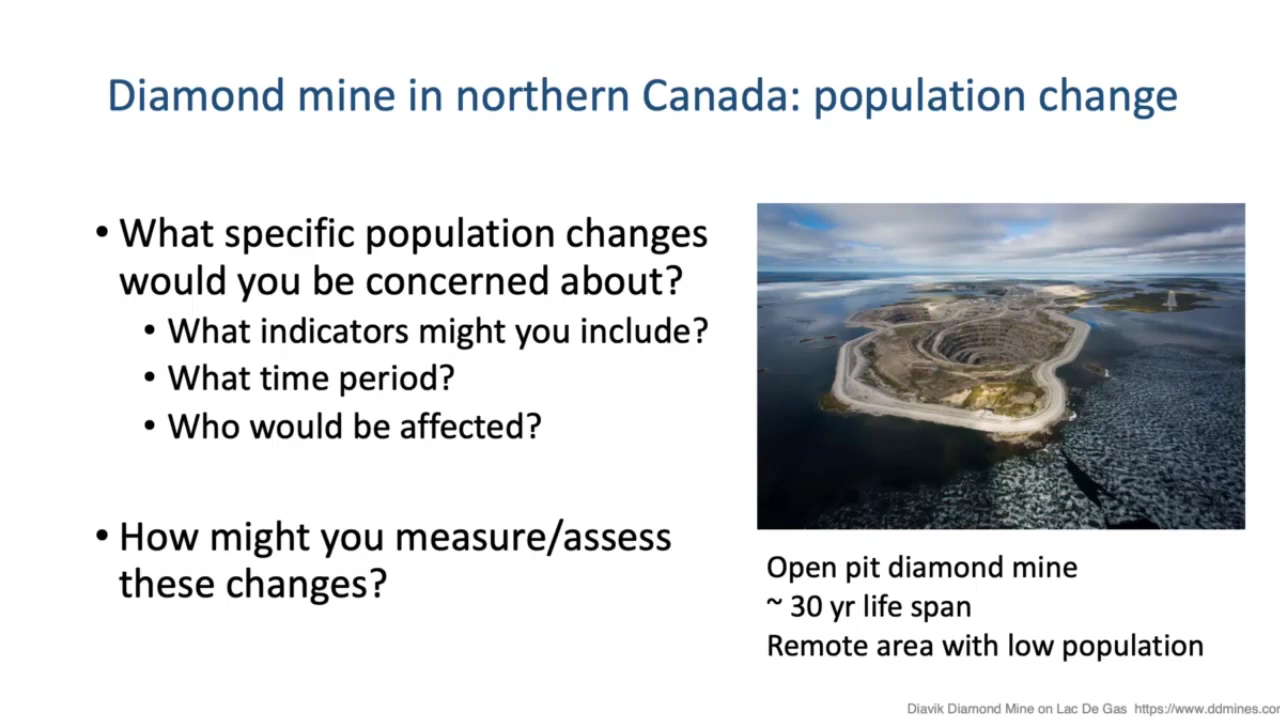 Diamond mine in northern Canada: population change
• What specific population changes
would you be concerned about?
• What indicators might you include?
• What time period?
• Who would be affected?
• How might you measure/assess
these changes?
Open pit diamond mine
~ 30 yr life span
Remote area with low population
Diavik Diamond Mine on Lac De Gas https://www.ddmines.cor